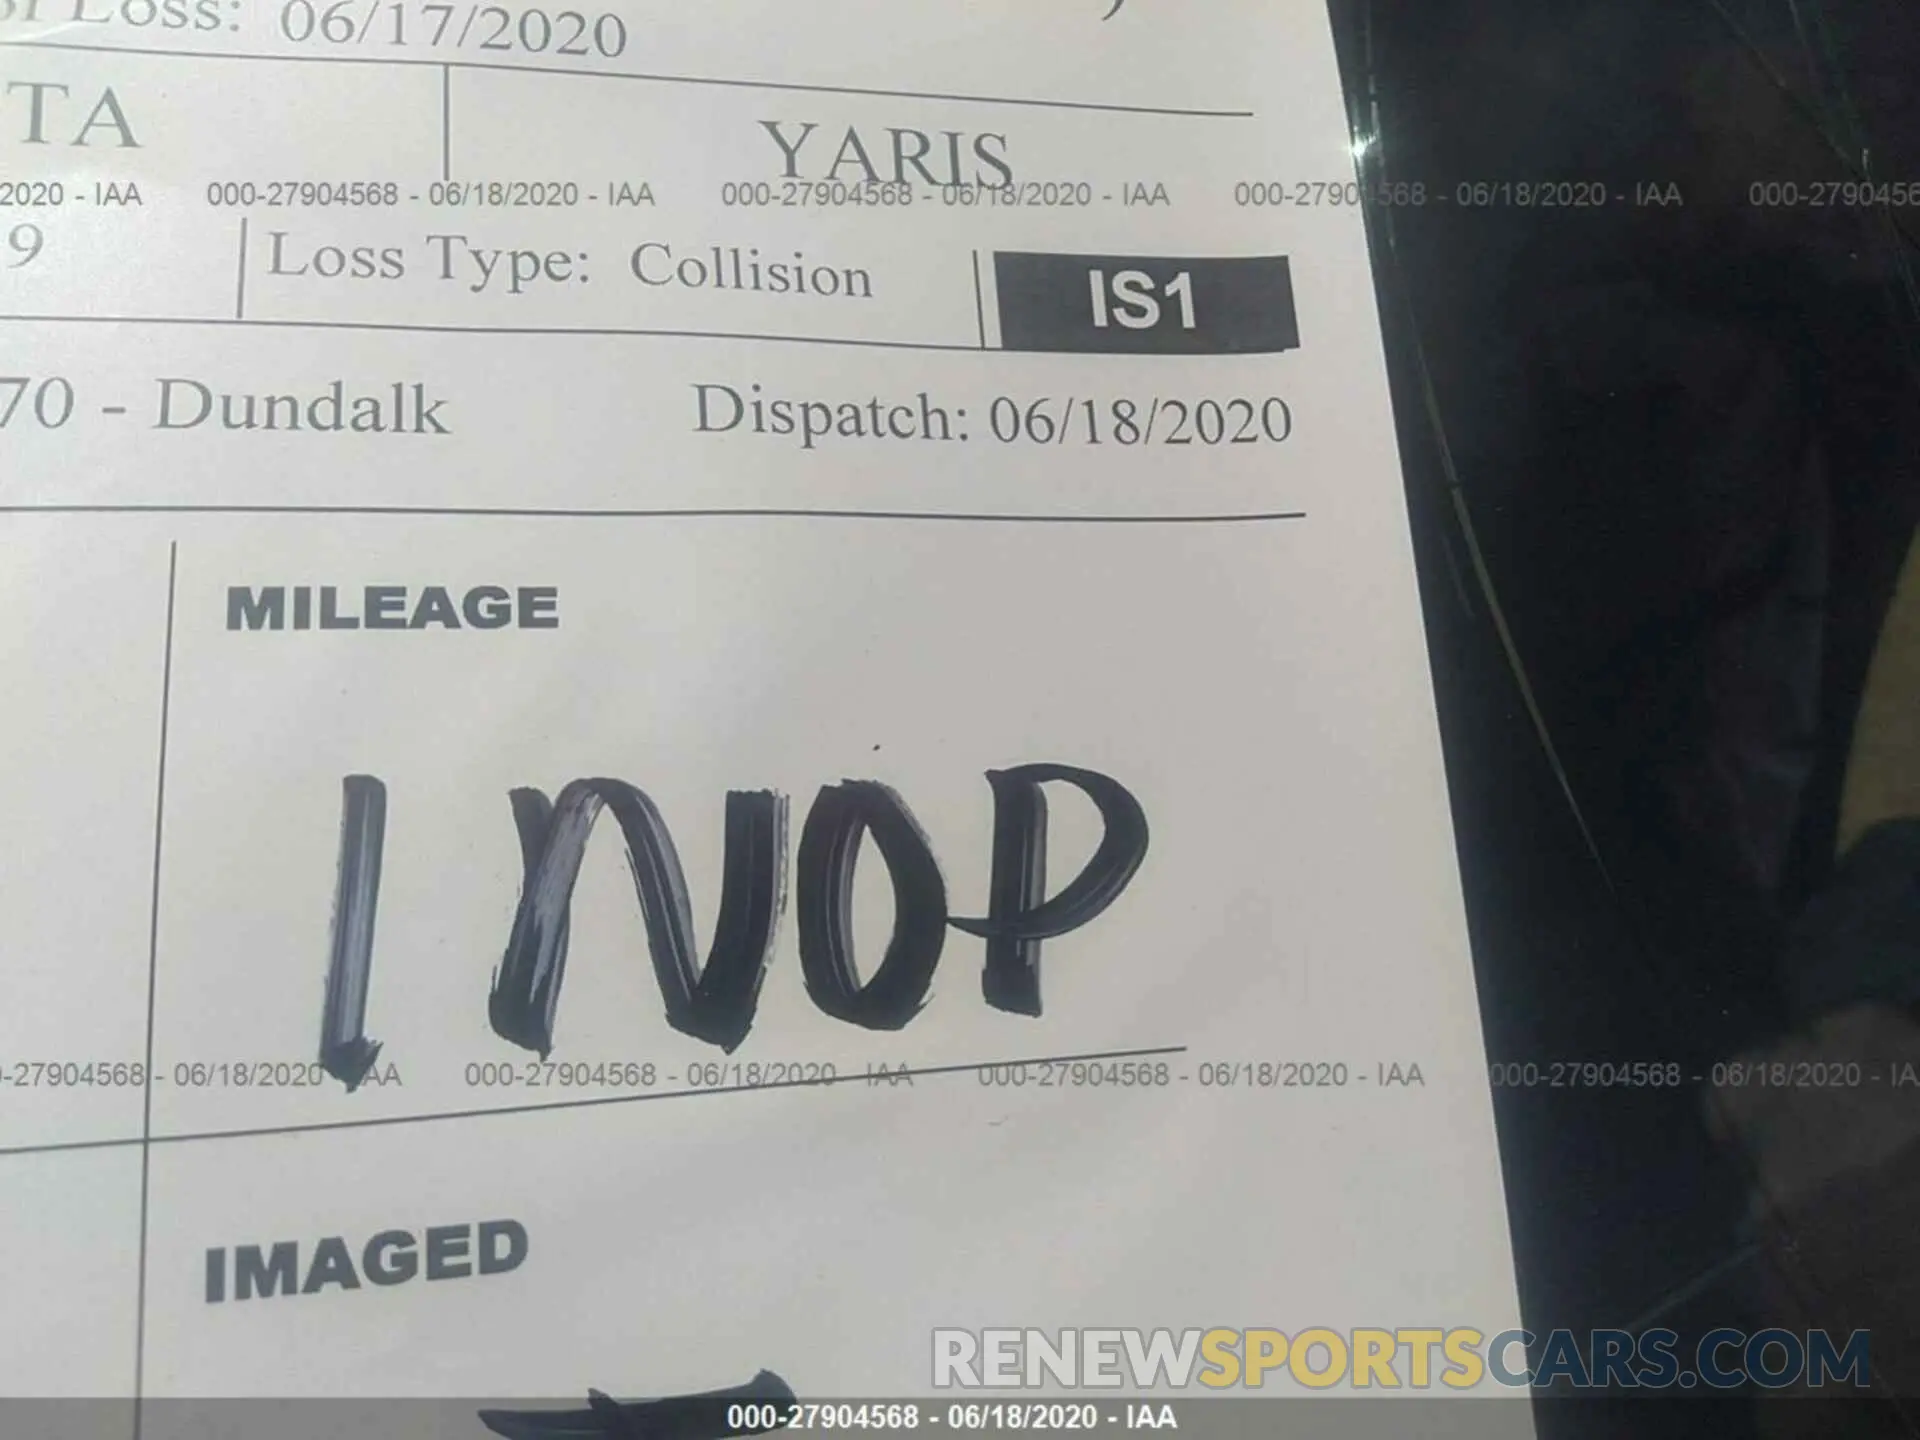 Loss: 06/17/2020
TA YARIS
2020 - IAA 000-27904568 - 06/18/2020 - IAA 000-27904568 - 06/18/2020 - IAA 000-27904568 - 06/18/2020 - IAA 000-2790456
9 Loss Type: Collision IS1
70 - Dundalk Dispatch: 06/18/2020
MILEAGE
INOP
-27904568 - 06/18/2020 - IAA 000-27904568 - 06/18/2020 - IAA 000-27904568 - 06/18/2020 - IAA 000-27904568 - 06/18/2020 - IA
IMAGED
RENEWSPORTSCARS.COM
000-27904568 - 06/18/2020 - IAA